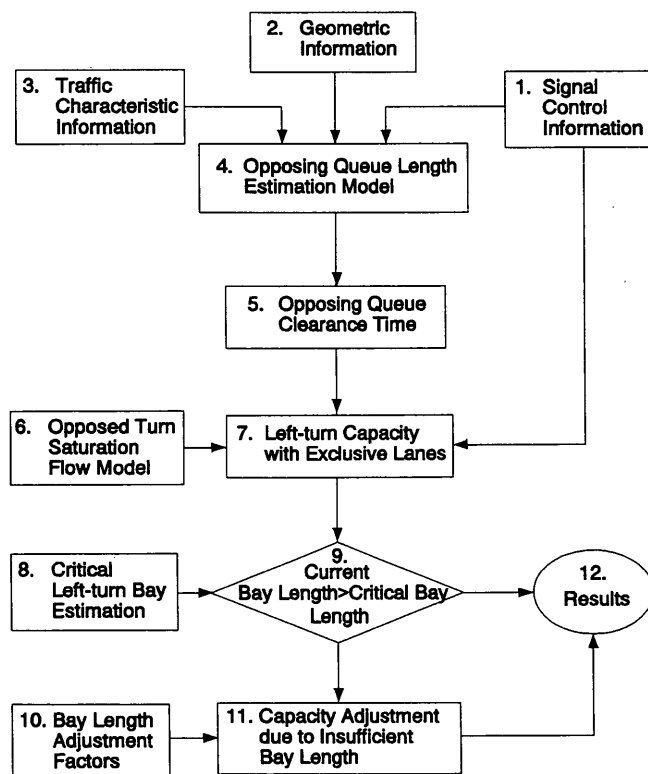 2. Geometric
Information
3. Traffic
Characteristic
Information
1. Signal
Control
Information
4. Opposing Queue Length
Estimation Model
5. Opposing Queue
Clearance Time
6. Opposed Turn
Saturation
Flow Model
7. Left-turn Capacity
with Exclusive Lanes
8. Critical
Left-turn Bay
Estimation
9.
Current
Bay Length>Critical Bay
Length
12.
Results
10. Bay Length
Adjustment
Factors
11. Capacity Adjustment
due to Insufficient
Bay Length